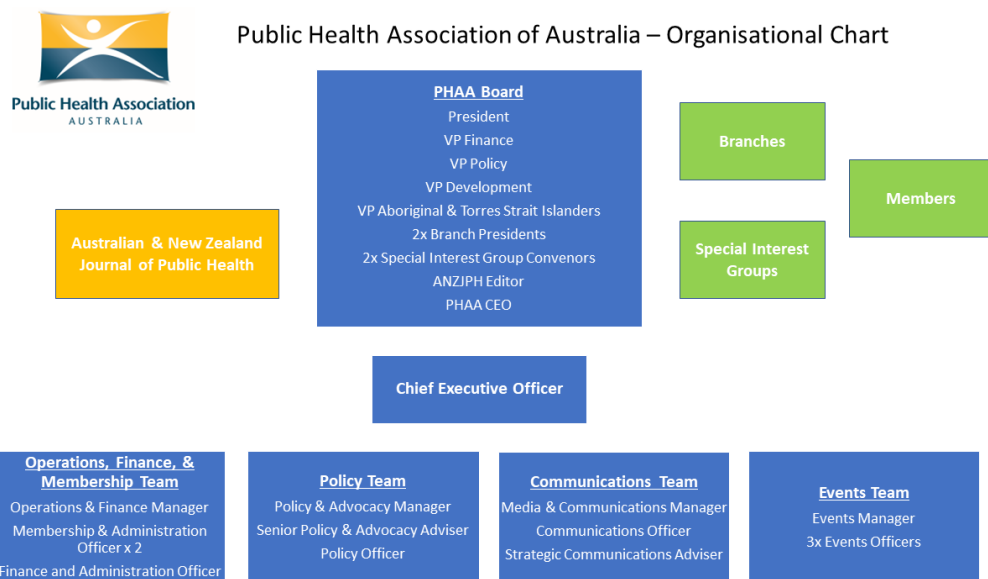 Public Health Association of Australia – Organisational Chart
Public Health Association
AUSTRALIA
PHAA Board
President
VP Finance
VP Policy
VP Development
VP Aboriginal & Torres Strait Islanders
2x Branch Presidents
2x Special Interest Group Convenors
ANZJPH Editor
PHAA CEO
Branches
Members
Special Interest
Groups
Australian & New Zealand
Journal of Public Health
Chief Executive Officer
Operations, Finance, &
Membership Team
Operations & Finance Manager
Membership & Administration
Officer x 2
Finance and Administration Officer
Policy Team
Policy & Advocacy Manager
Senior Policy & Advocacy Adviser
Policy Officer
Communications Team
Media & Communications Manager
Communications Officer
Strategic Communications Adviser
Events Team
Events Manager
3x Events Officers